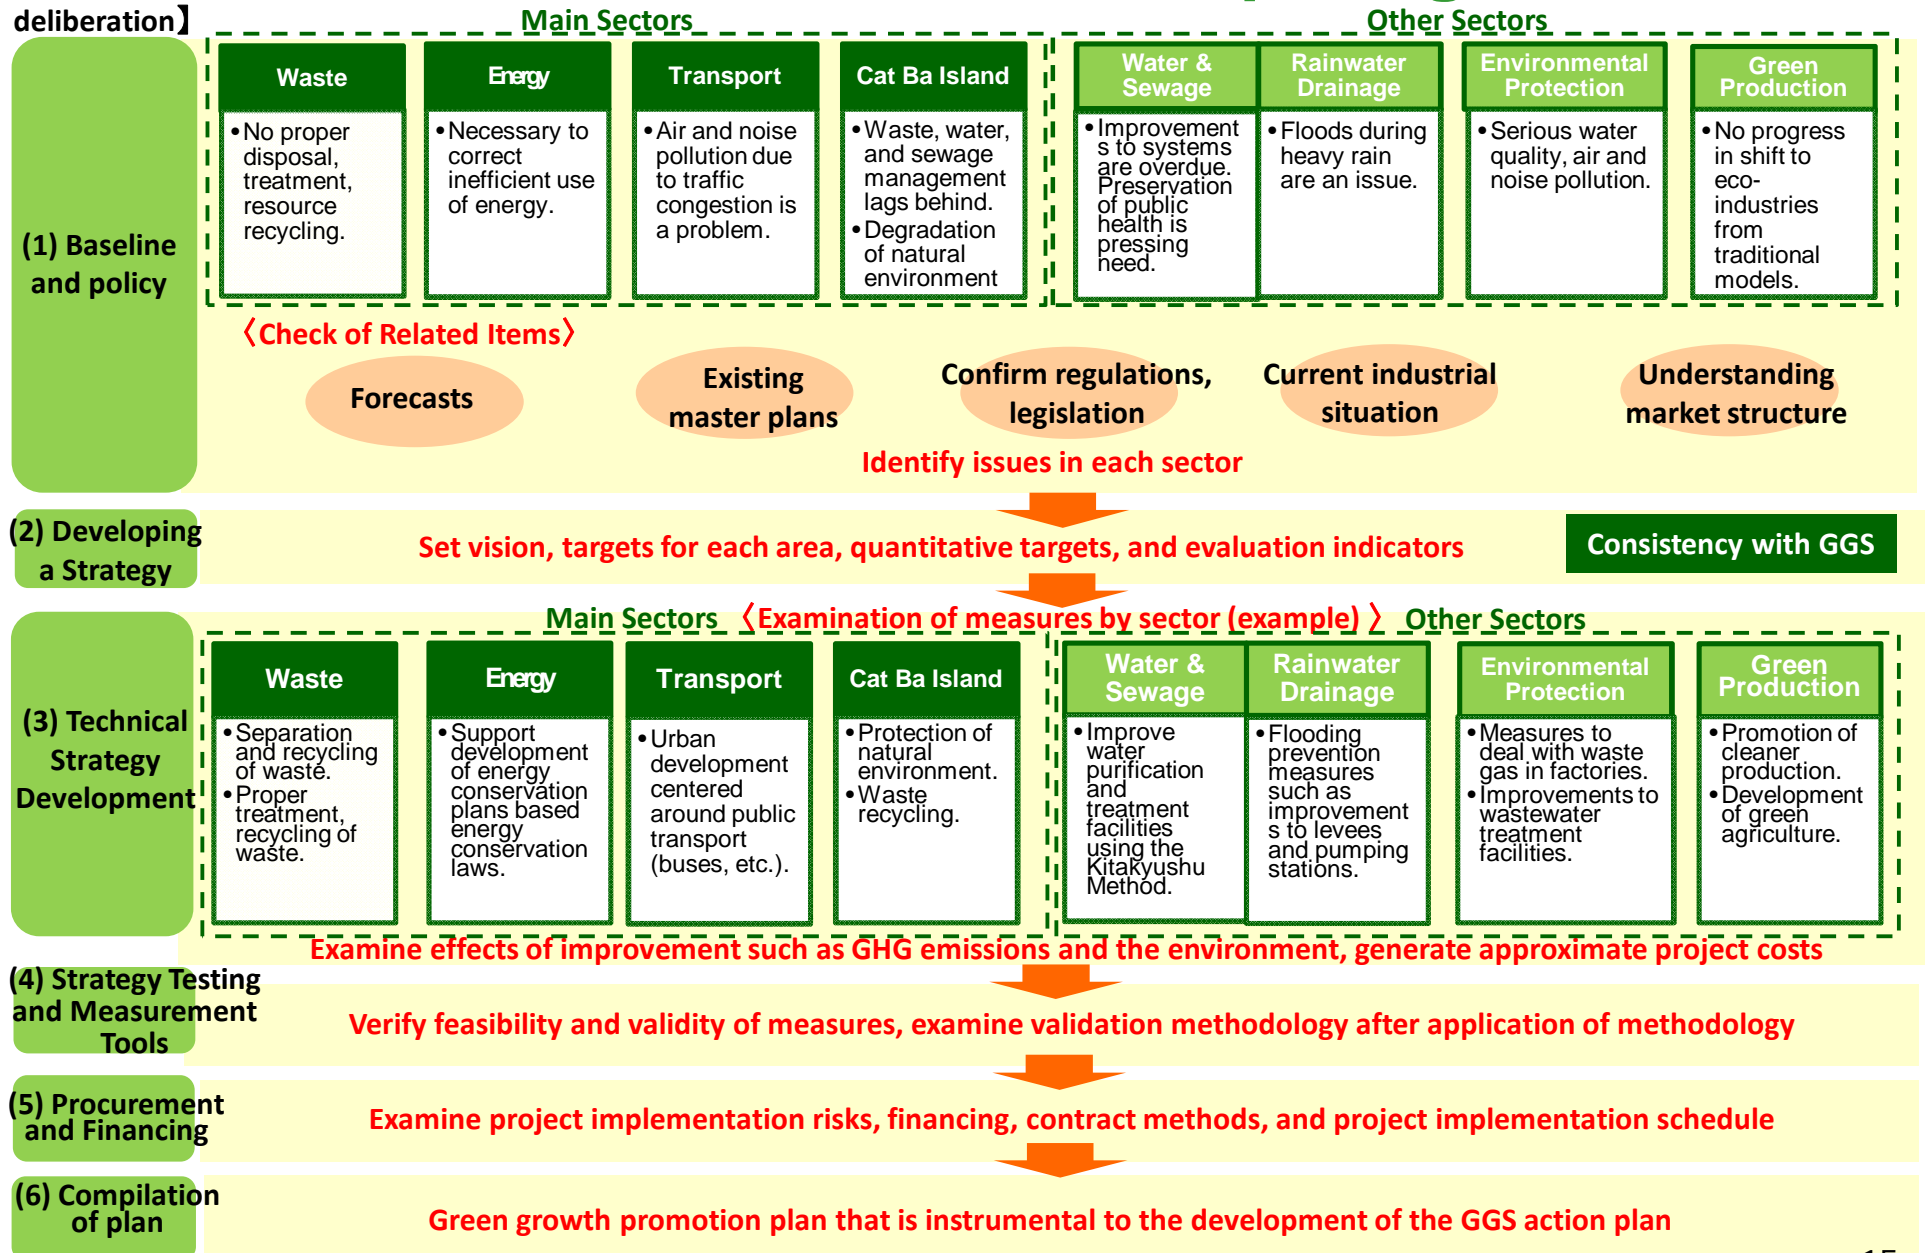 deliberation】
Main Sectors
Other Sectors
(1) Baseline
and policy
Waste
• No proper
disposal,
treatment,
resource
recycling.
Energy
• Necessary to
correct
inefficient use
of energy.
Transport
• Air and noise
pollution due
to traffic
congestion is
a problem.
Cat Ba Island
• Waste, water,
and sewage
management
lags behind.
• Degradation
of natural
environment
Water &
Sewage
• Improvement
s to systems
are overdue.
Preservation
of public
health is
pressing
need.
Rainwater
Drainage
• Floods during
heavy rain
are an issue.
Environmental
Protection
• Serious water
quality, air and
noise pollution.
Green
Production
• No progress
in shift to
eco-
industries
from
traditional
models.
〈Check of Related Items〉
Forecasts
Existing
master plans
Confirm regulations,
legislation
Current industrial
situation
Understanding
market structure
Identify issues in each sector
(2) Developing
a Strategy
Set vision, targets for each area, quantitative targets, and evaluation indicators
Consistency with GGS
Main Sectors 〈Examination of measures by sector (example) 〉 Other Sectors
(3) Technical
Strategy
Development
Waste
• Separation
and recycling
of waste.
• Proper
treatment,
recycling of
waste.
Energy
• Support
development
of energy
conservation
plans based
energy
conservation
laws.
Transport
• Urban
development
centered
around public
transport
(buses, etc.).
Cat Ba Island
• Protection of
natural
environment.
• Waste
recycling.
Water &
Sewage
• Improve
water
purification
and
treatment
facilities
using the
Kitakyushu
Method.
Rainwater
Drainage
• Flooding
prevention
measures
such as
improvement
s to levees
and pumping
stations.
Environmental
Protection
• Measures to
deal with waste
gas in factories.
• Improvements to
wastewater
treatment
facilities.
Green
Production
• Promotion of
cleaner
production.
• Development
of green
agriculture.
Examine effects of improvement such as GHG emissions and the environment, generate approximate project costs
(4) Strategy Testing
and Measurement
Tools
Verify feasibility and validity of measures, examine validation methodology after application of methodology
(5) Procurement
and Financing
Examine project implementation risks, financing, contract methods, and project implementation schedule
(6) Compilation
of plan
Green growth promotion plan that is instrumental to the development of the GGS action plan